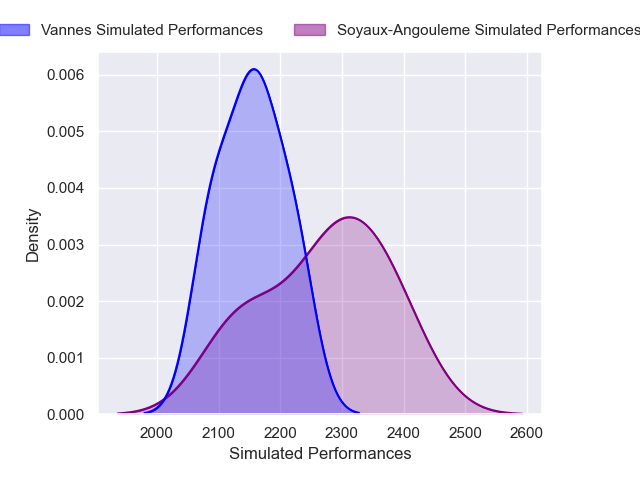 Vannes Simulated Performances Soyaux-Angouleme Simulated Performances
0.006
0.005
0.004
0.003
0.002
0.001
0.000
Density
2000 2100 2200 2300 2400 2500 2600
Simulated Performances